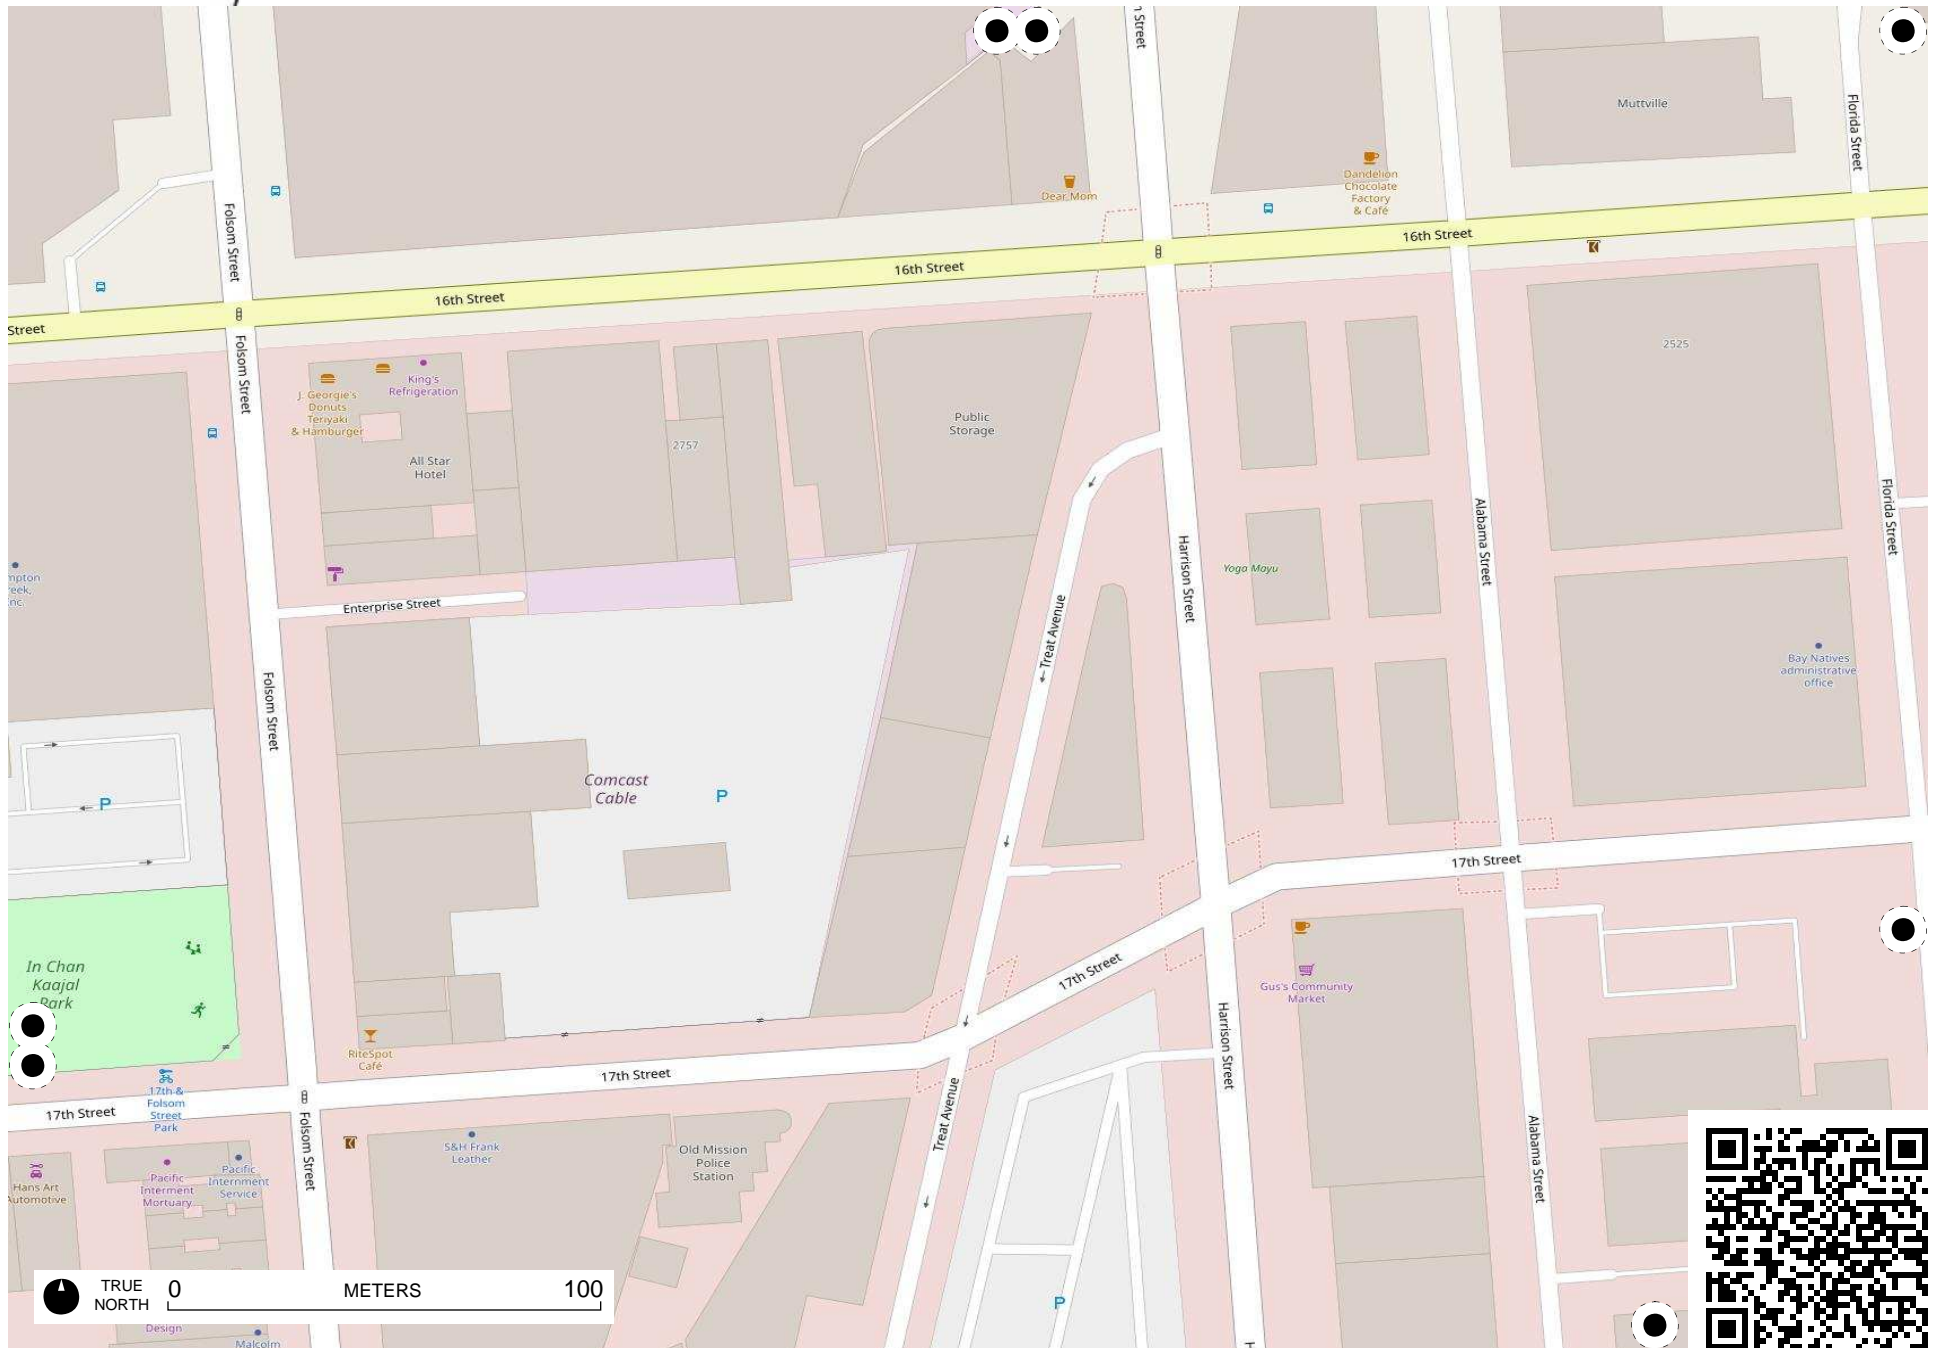 Street
Florida Street
Muttville
Dandelion
Chocolate
Factory
& Café
Dear Mom
Folsom Street
16th Street
16th Street
16th Street
Street
Folsom Street
King's
Refrigeration
J. Georgie's
Donuts
Teriyaki
& Hamburger
2757
All Star
Hotel
Public
Storage
2525
Harrison Street
Alabama Street
Florida Street
Yoga Mayu
Enterprise Street
Treat Avenue
Folsom Street
Bay Natives
administrative
office
P
Comcast
Cable
P
17th Street
In Chan
Kaajal
Park
17th Street
Gus's Community
Market
RiteSpot
Café
17th Street
Harrison Street
17th &
Folsom
Street
Park
17th Street
Treat Avenue
Alabama Street
Folsom Street
S&H Frank
Leather
Old Mission
Police
Station
Hans Art
Automotive
Pacific
Interment
Mortuary
Pacific
Internment
Service
P
TRUE
NORTH
0
METERS
100
Design
Malcolm